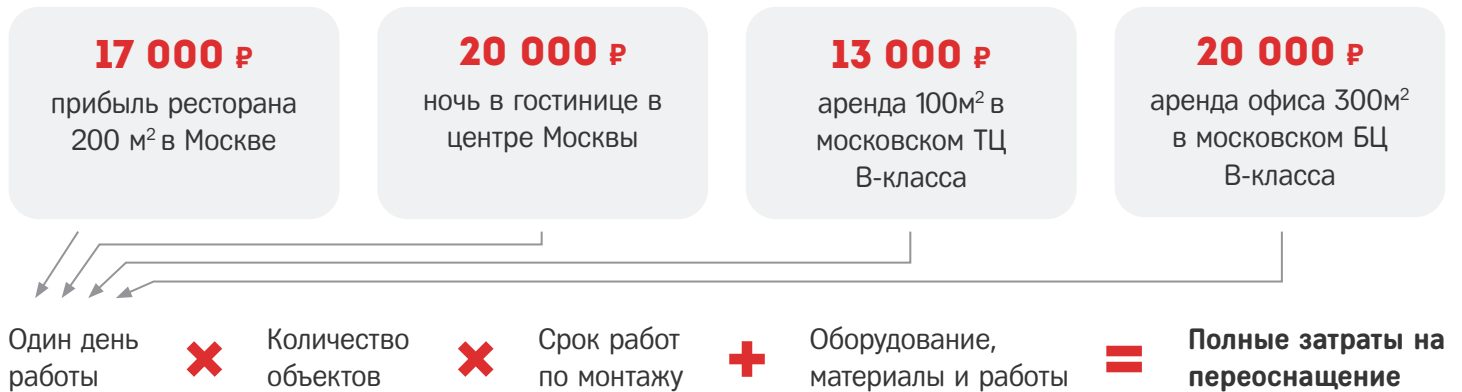 17 000 ₽
прибыль ресторана
200 м² в Москве
20 000 ₽
ночь в гостинице в
центре Москвы
13 000 ₽
аренда 100м² в
московском ТЦ
В-класса
20 000 ₽
аренда офиса 300м²
в московском БЦ
В-класса
Один день
работы
✖
Количество
объектов
✖
Срок работ
по монтажу
+
Оборудование,
материалы и работы
=
Полные затраты на
переоснащение